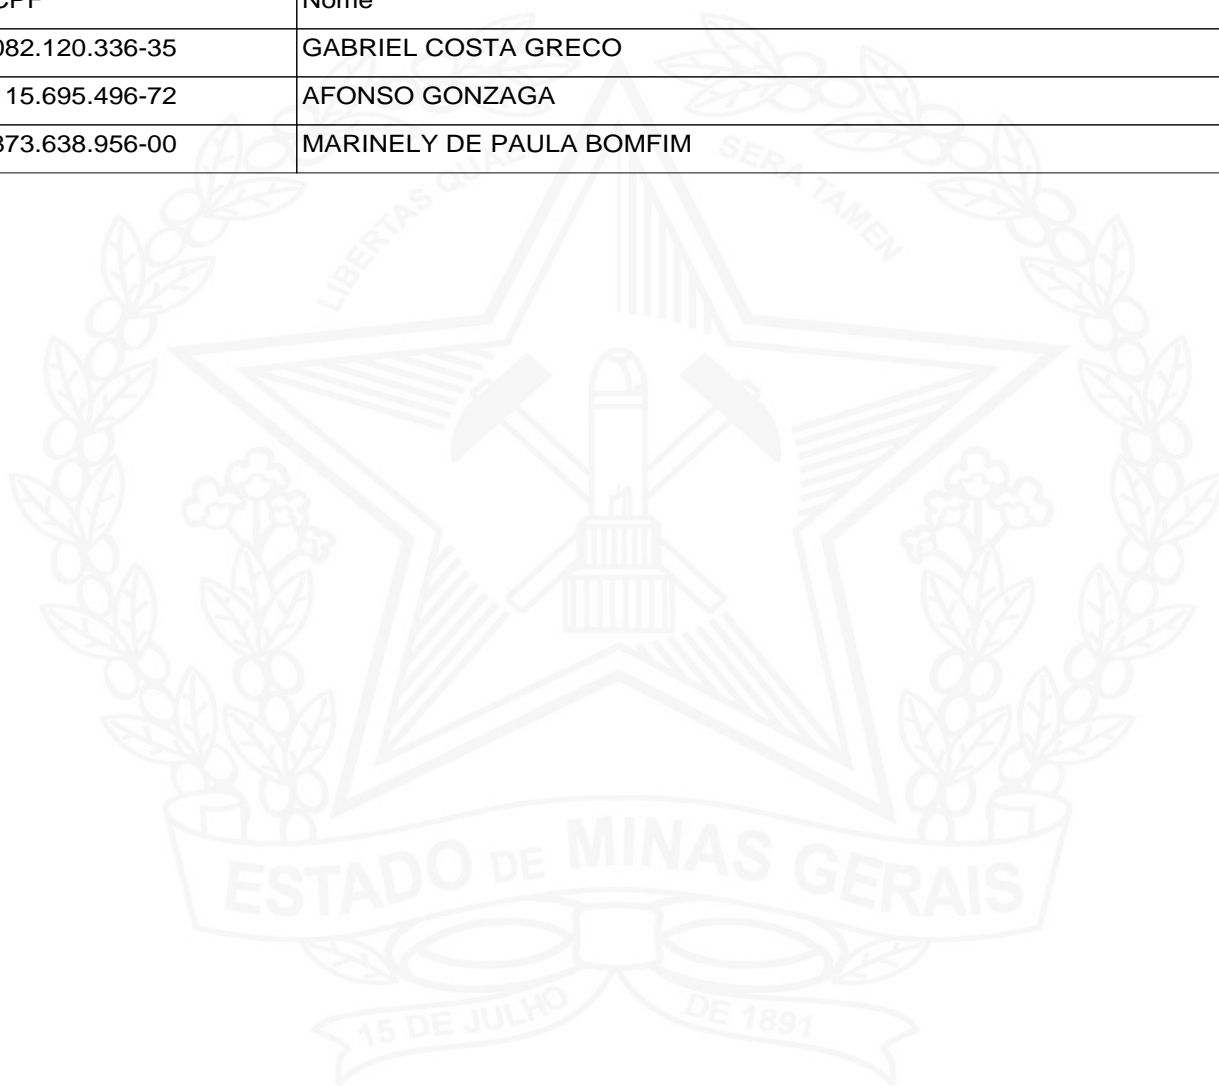 CPF Nome
082.120.336-35 GABRIEL COSTA GRECO
15.695.496-72 AFONSO GONZAGA
873.638.956-00 MARINELY DE PAULA BOMFIM
LIBERTAS QUAE SERA TAMEN
ESTADO DE MINAS GERAIS
15 DE JULHO DE 1891